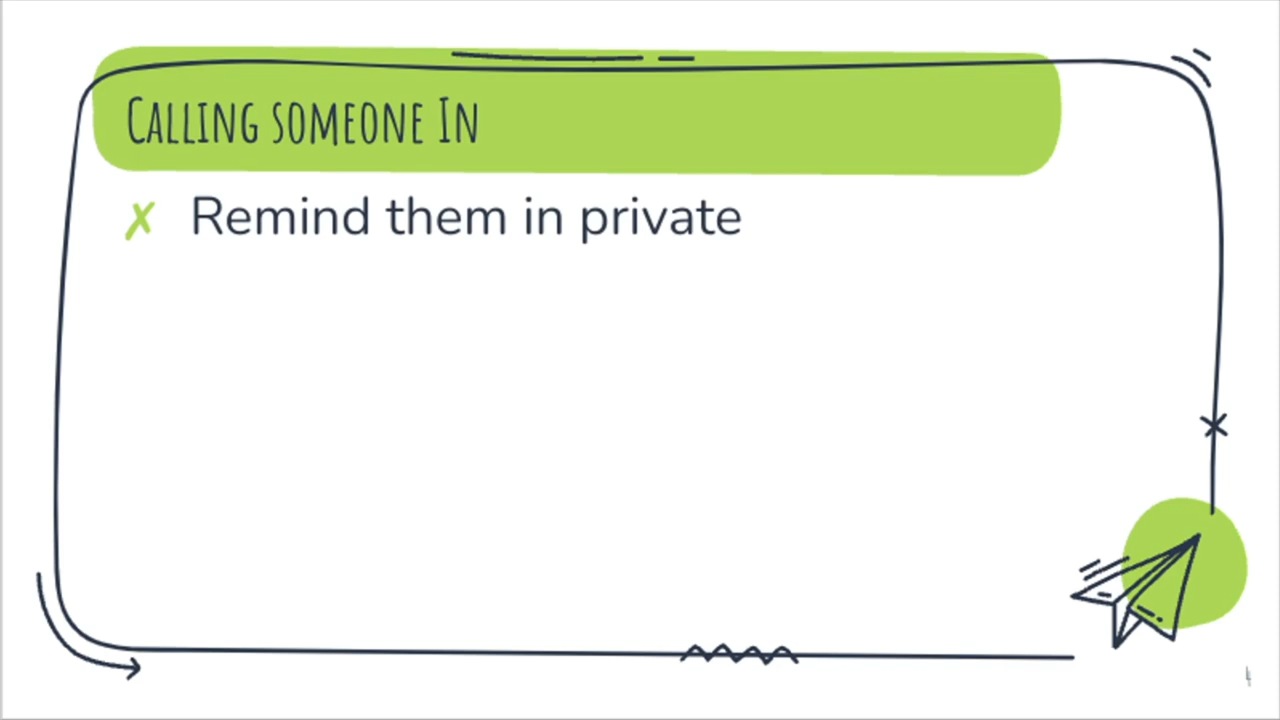 Calling someone In
✗ Remind them in private